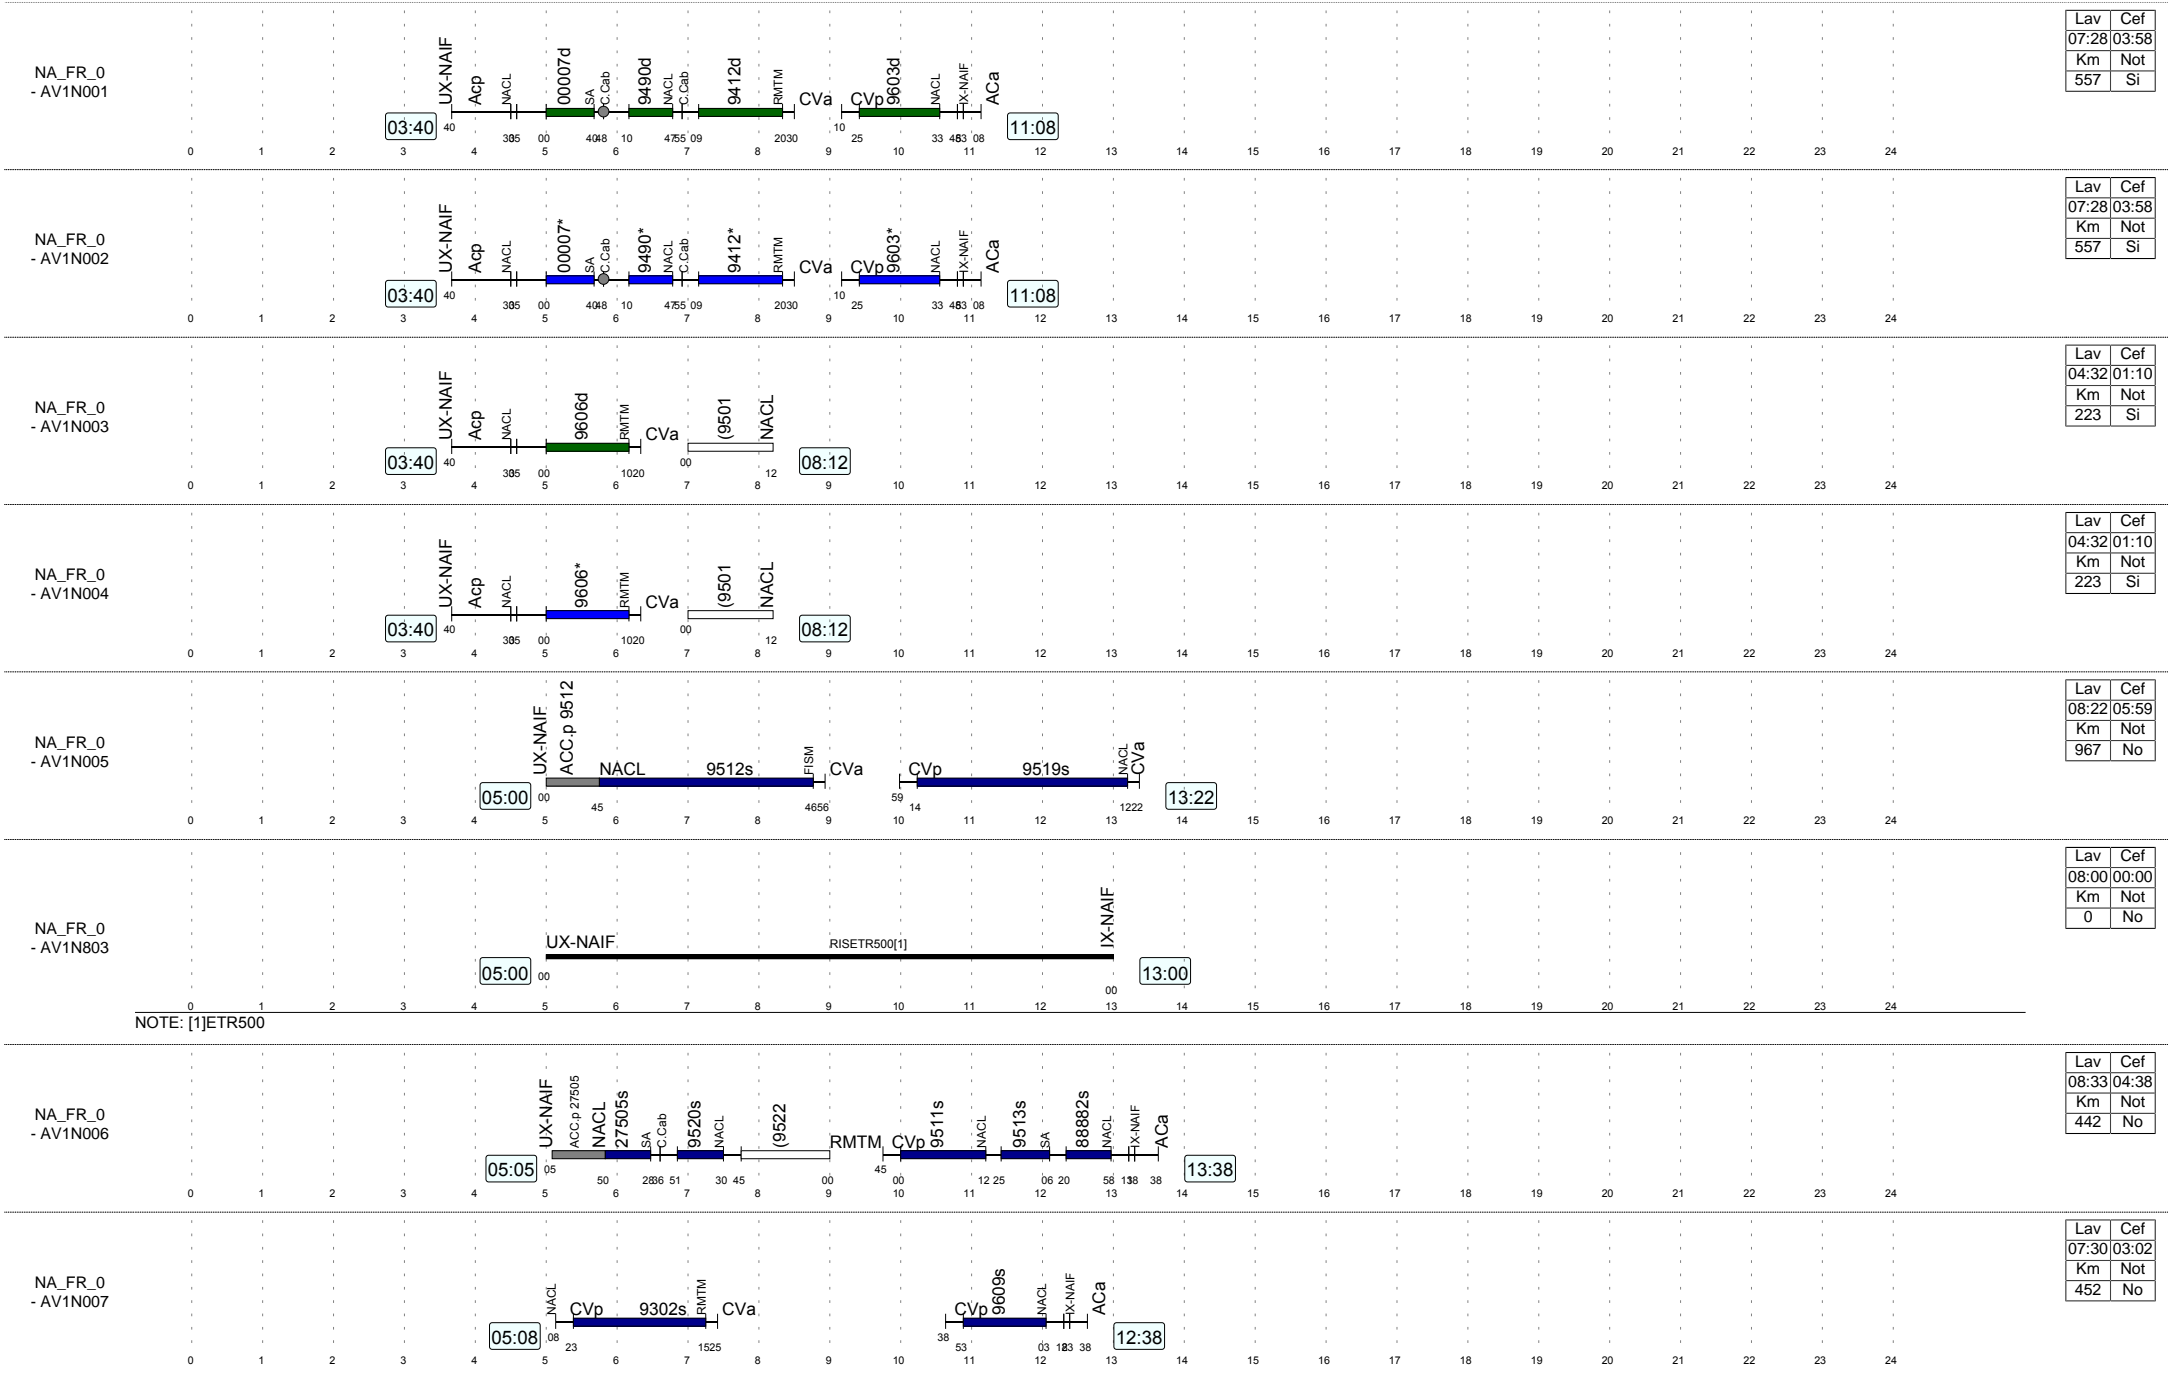 UX-NAIF Acp NACL 00007d SA C.Cab 9490d NACL C.Cab 9412d RMTM CVa CVp 9603d NACL IX-NAIF ACa
NA_FR_0
- AV1N001
03:40 40 30 35 00 40 48 10 47 55 09 20 30 10 25 33 48 53 08 11:08
0 1 2 3 4 5 6 7 8 9 10 11 12 13 14 15 16 17 18 19 20 21 22 23 24
Lav Cef
07:28 03:58
Km Not
557 Si
UX-NAIF Acp NACL 00007* SA C.Cab 9490* NACL C.Cab 9412* RMTM CVa CVp 9603* NACL IX-NAIF ACa
NA_FR_0
- AV1N002
03:40 40 30 35 00 40 48 10 47 55 09 20 30 10 25 33 48 53 08 11:08
0 1 2 3 4 5 6 7 8 9 10 11 12 13 14 15 16 17 18 19 20 21 22 23 24
Lav Cef
07:28 03:58
Km Not
557 Si
UX-NAIF Acp NACL 9606d RMTM CVa (9501 NACL
NA_FR_0
- AV1N003
03:40 40 30 35 00 10 20 00 12 08:12
0 1 2 3 4 5 6 7 8 9 10 11 12 13 14 15 16 17 18 19 20 21 22 23 24
Lav Cef
04:32 01:10
Km Not
223 Si
UX-NAIF Acp NACL 9606* RMTM CVa (9501 NACL
NA_FR_0
- AV1N004
03:40 40 30 35 00 10 20 00 12 08:12
0 1 2 3 4 5 6 7 8 9 10 11 12 13 14 15 16 17 18 19 20 21 22 23 24
Lav Cef
04:32 01:10
Km Not
223 Si
UX-NAIF ACC.p 9512 NACL 9512s FISM CVa CVp 9519s NACL CVa
NA_FR_0
- AV1N005
05:00 00 45 46 56 59 14 12 22 13:22
0 1 2 3 4 5 6 7 8 9 10 11 12 13 14 15 16 17 18 19 20 21 22 23 24
Lav Cef
08:22 05:59
Km Not
967 No
UX-NAIF RISETR500[1] IX-NAIF
NA_FR_0
- AV1N803
05:00 00 00 13:00
0 1 2 3 4 5 6 7 8 9 10 11 12 13 14 15 16 17 18 19 20 21 22 23 24
NOTE: [1]ETR500
Lav Cef
08:00 00:00
Km Not
0 No
UX-NAIF ACC.p 27505 NACL 27505s SA C.Cab 9520s NACL (9522 RMTM CVp 9511s NACL 9513s SA 88882s NACL IX-NAIF ACa
NA_FR_0
- AV1N006
05:05 05 50 28 36 51 30 45 00 45 00 12 25 06 20 58 13 18 38 13:38
0 1 2 3 4 5 6 7 8 9 10 11 12 13 14 15 16 17 18 19 20 21 22 23 24
Lav Cef
08:33 04:38
Km Not
442 No
NACL CVp 9302s RMTM CVa CVp 9609s NACL IX-NAIF ACa
NA_FR_0
- AV1N007
05:08 08 23 15 25 38 53 03 18 23 38 12:38
0 1 2 3 4 5 6 7 8 9 10 11 12 13 14 15 16 17 18 19 20 21 22 23 24
Lav Cef
07:30 03:02
Km Not
452 No